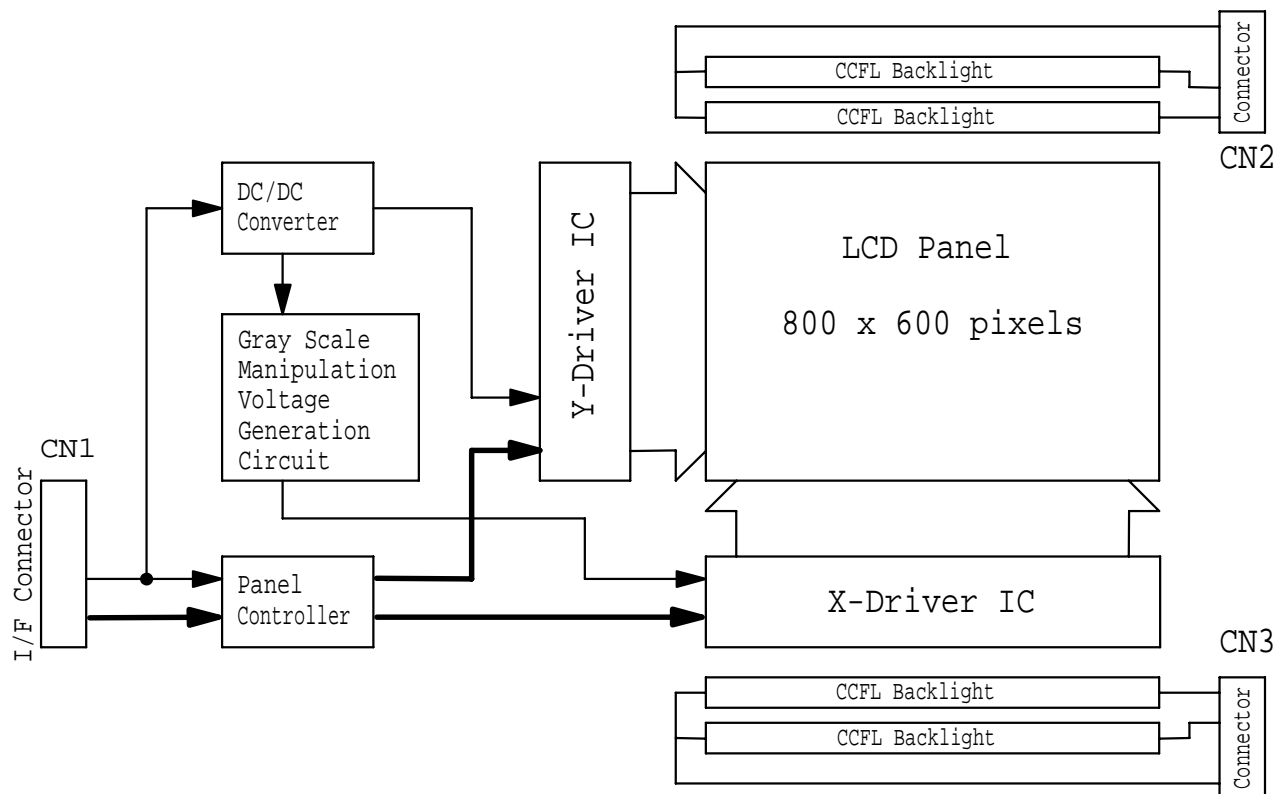 CCFL Backlight
CCFL Backlight
Connector
CN2
DC/DC
Converter
Y-Driver IC
LCD Panel
800 x 600 pixels
Gray Scale
Manipulation
Voltage
Generation
Circuit
CN1
I/F Connector
Panel
Controller
X-Driver IC
CN3
CCFL Backlight
CCFL Backlight
Connector